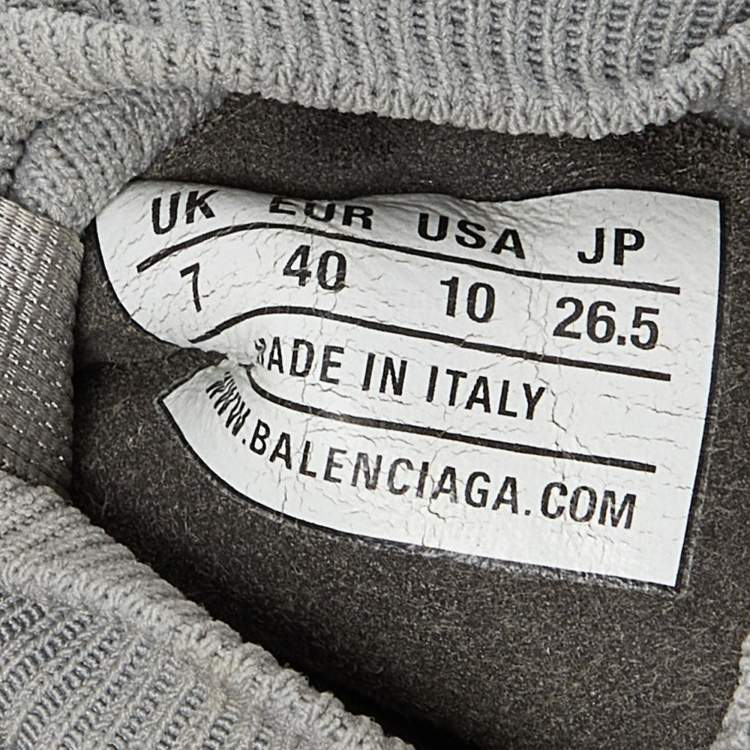 UK EUR USA JP
7 40 10 26.5
MADE IN ITALY
WWW.BALENCIAGA.COM